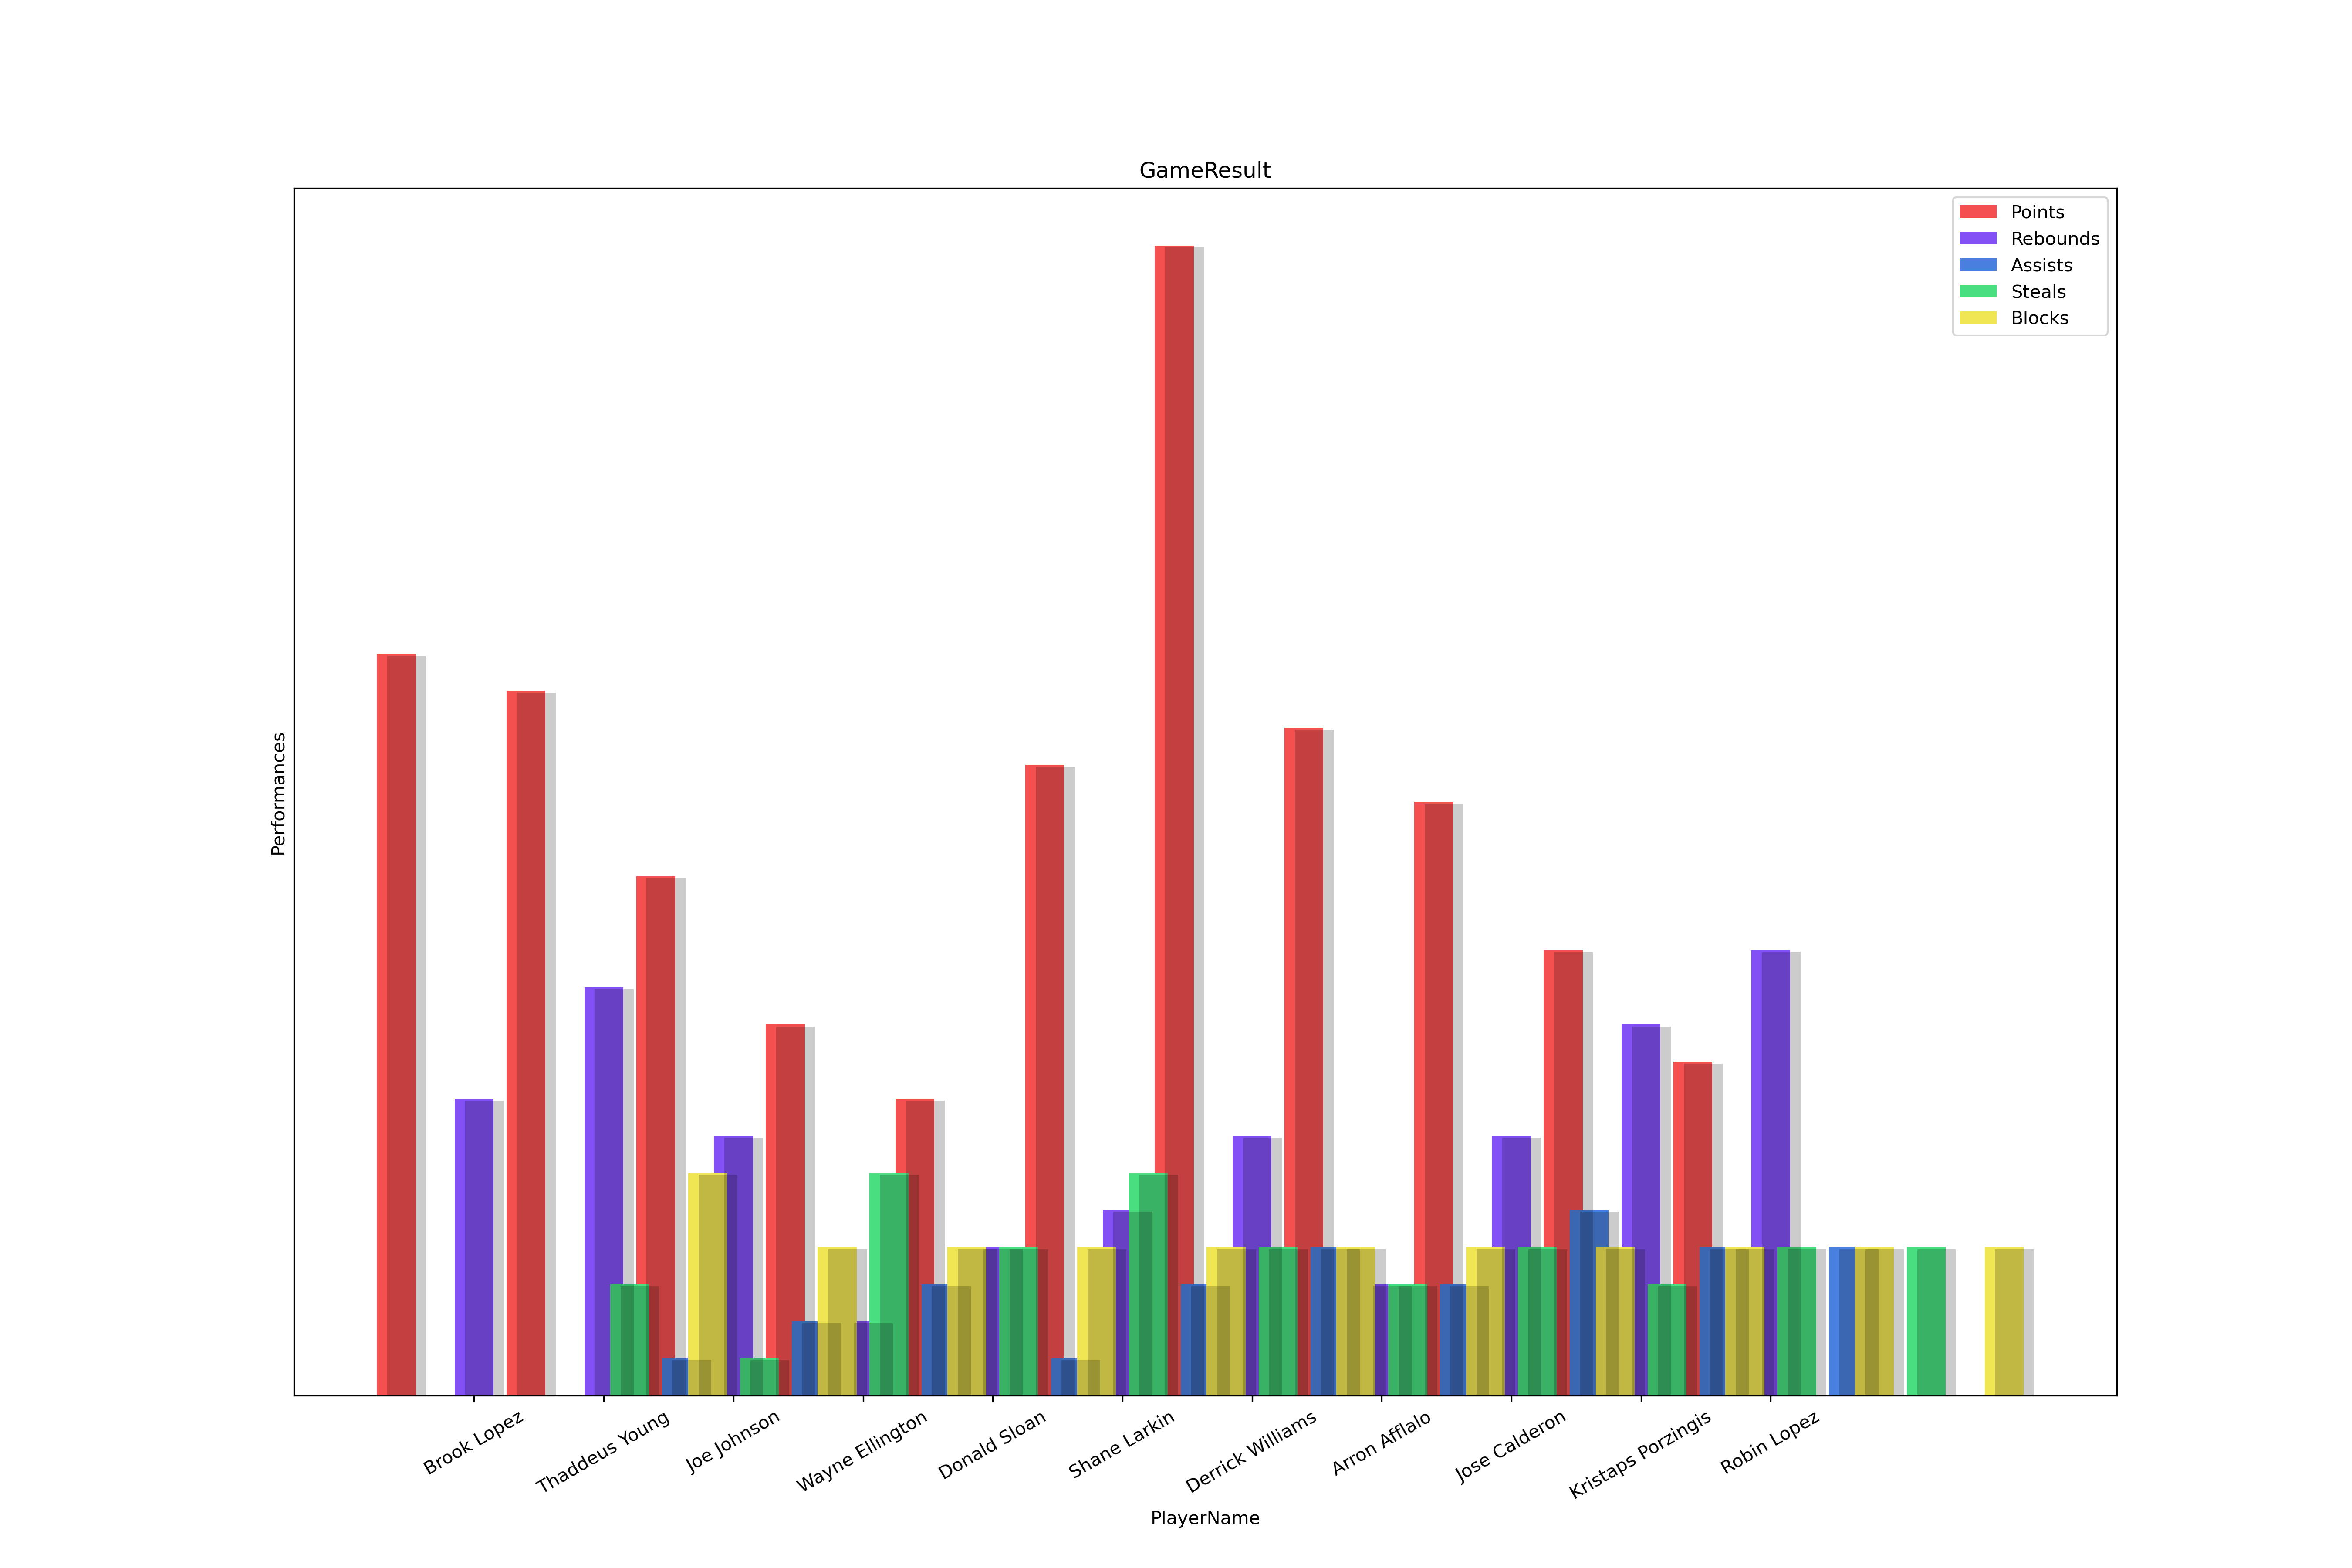 GameResult
Points
Rebounds
Assists
Steals
Blocks
Performances
Brook Lopez
Thaddeus Young
Joe Johnson
Wayne Ellington
Donald Sloan
Shane Larkin
Derrick Williams
Arron Afflalo
Jose Calderon
Kristaps Porzingis
Robin Lopez
PlayerName